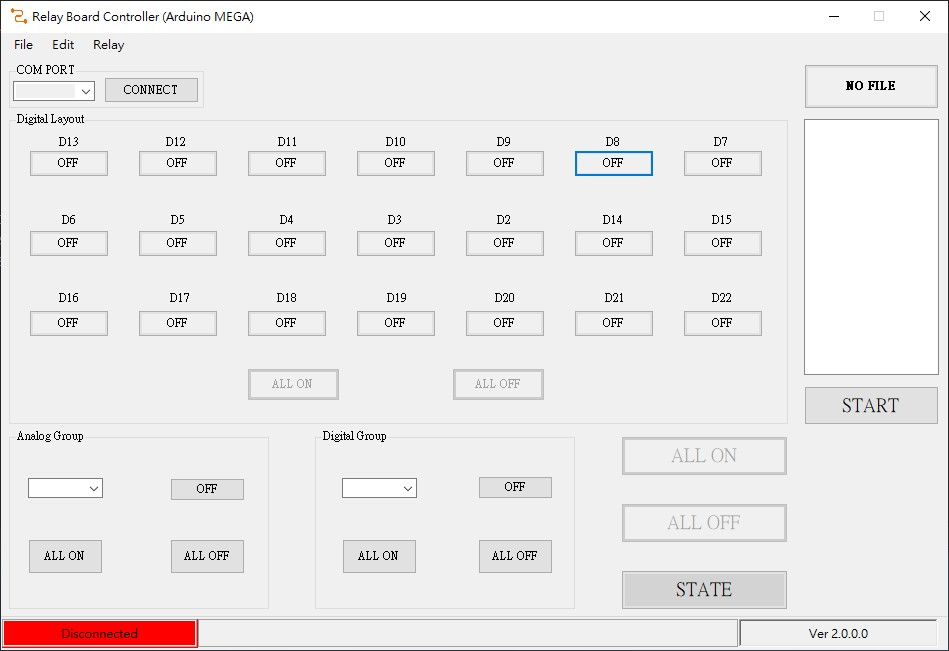 Relay Board Controller (Arduino MEGA)
File Edit Relay
COM PORT
CONNECT
NO FILE
Digital Layout
D13 D12 D11 D10 D9 D8 D7
OFF OFF OFF OFF OFF OFF OFF
D6 D5 D4 D3 D2 D14 D15
OFF OFF OFF OFF OFF OFF OFF
D16 D17 D18 D19 D20 D21 D22
OFF OFF OFF OFF OFF OFF OFF
ALL ON ALL OFF
START
Analog Group
OFF
ALL ON ALL OFF
Digital Group
OFF
ALL ON ALL OFF
ALL ON
ALL OFF
STATE
Disconnected
Ver 2.0.0.0